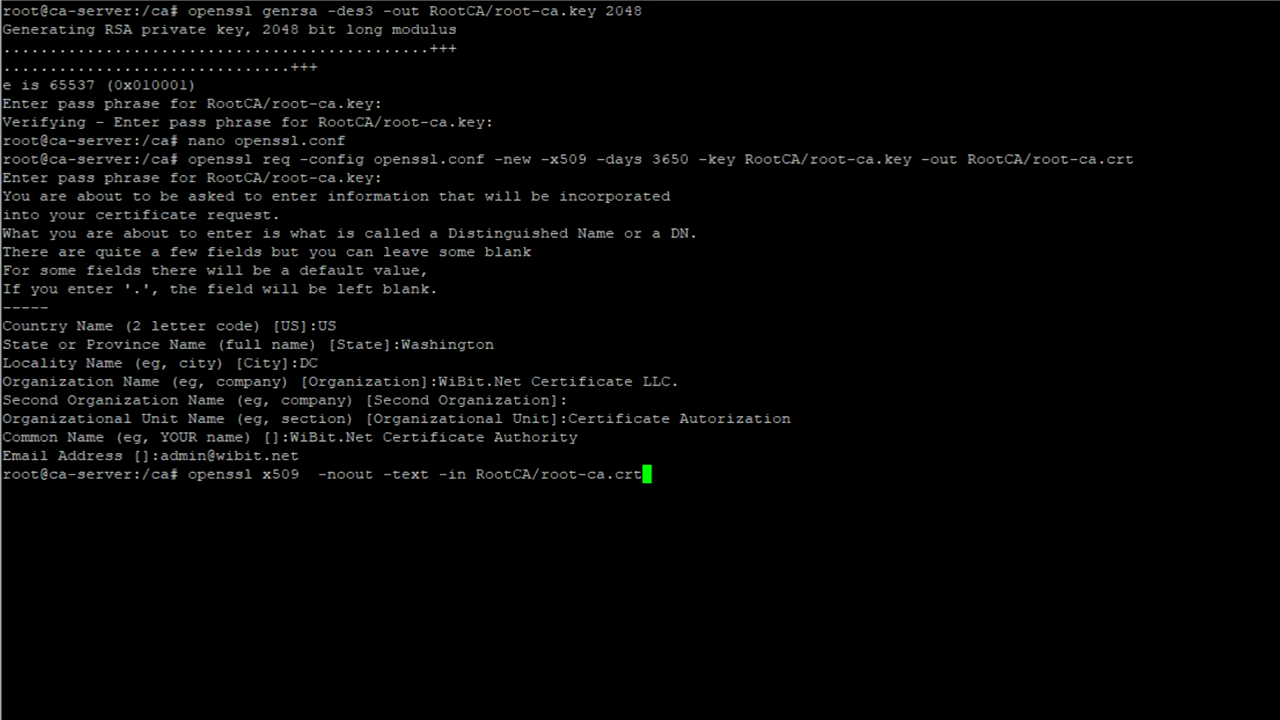 root@ca-server:/ca# openssl genrsa -des3 -out RootCA/root-ca.key 2048
Generating RSA private key, 2048 bit long modulus
..............................................+++
...............................+++
e is 65537 (0x010001)
Enter pass phrase for RootCA/root-ca.key:
Verifying - Enter pass phrase for RootCA/root-ca.key:
root@ca-server:/ca# nano openssl.conf
root@ca-server:/ca# openssl req -config openssl.conf -new -x509 -days 3650 -key RootCA/root-ca.key -out RootCA/root-ca.crt
Enter pass phrase for RootCA/root-ca.key:
You are about to be asked to enter information that will be incorporated
into your certificate request.
What you are about to enter is what is called a Distinguished Name or a DN.
There are quite a few fields but you can leave some blank
For some fields there will be a default value,
If you enter '.', the field will be left blank.
-----
Country Name (2 letter code) [US]:US
State or Province Name (full name) [State]:Washington
Locality Name (eg, city) [City]:DC
Organization Name (eg, company) [Organization]:WiBit.Net Certificate LLC.
Second Organization Name (eg, company) [Second Organization]:
Organizational Unit Name (eg, section) [Organizational Unit]:Certificate Autorization
Common Name (eg, YOUR name) []:WiBit.Net Certificate Authority
Email Address []:admin@wibit.net
root@ca-server:/ca# openssl x509  -noout -text -in RootCA/root-ca.crt